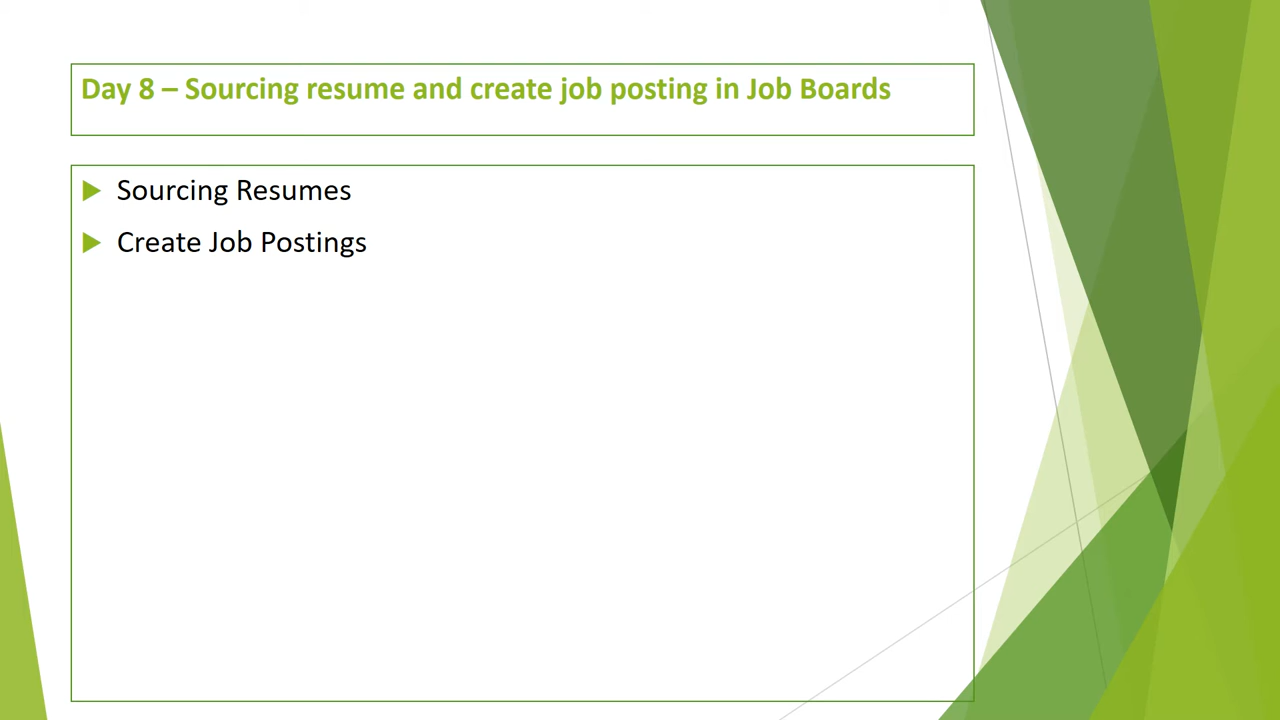 Day 8 – Sourcing resume and create job posting in Job Boards
Sourcing Resumes
Create Job Postings